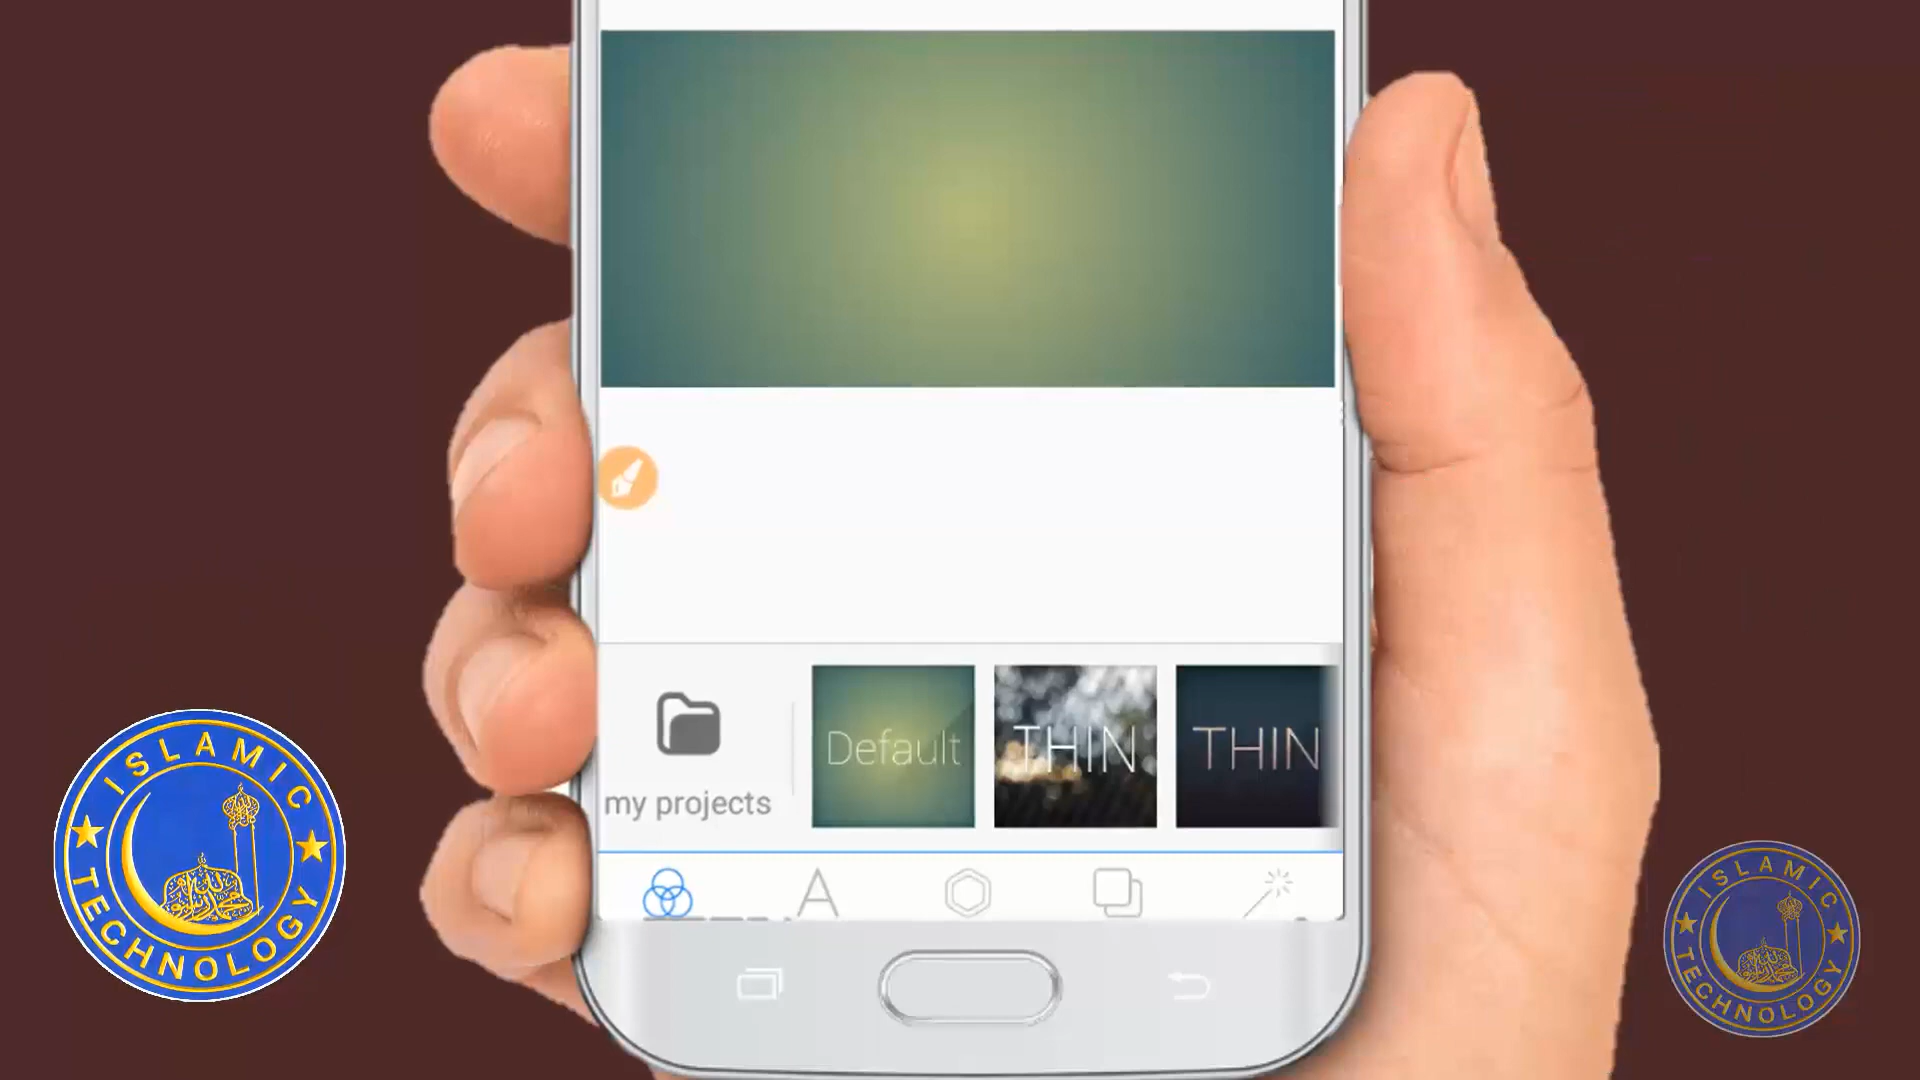 Default
THIN
THIN
my projects
A
ISLAMIC
TECHNOLOGY
ISLAMIC
TECHNOLOGY